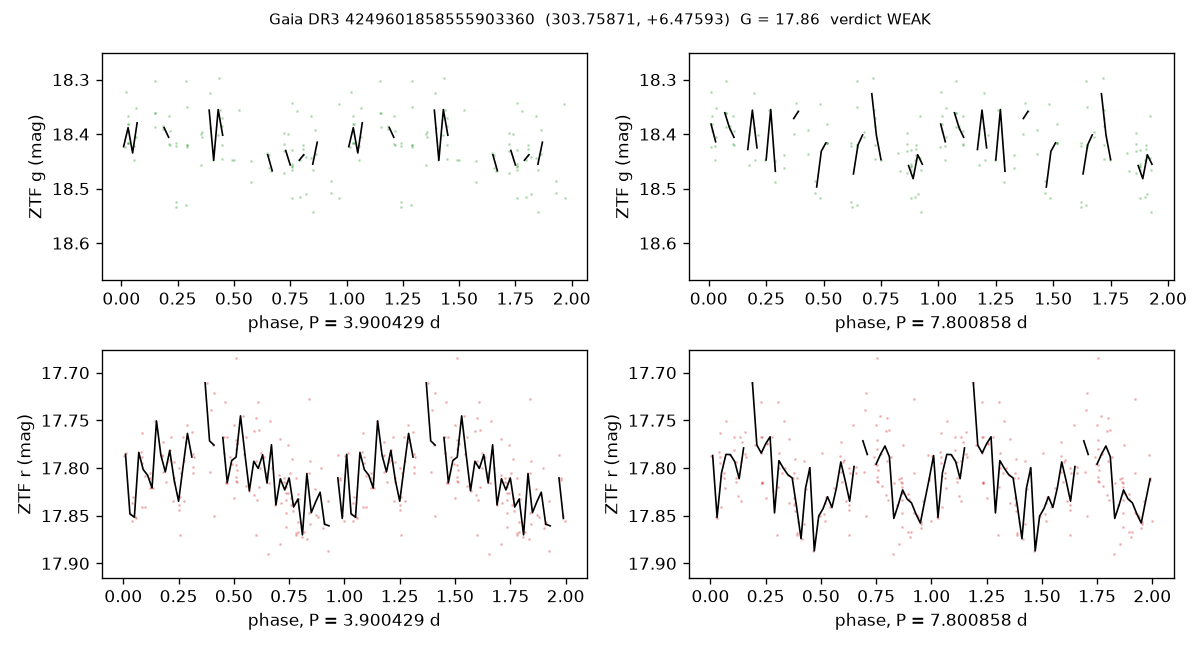 Gaia DR3 4249601858555903360 (303.75871, +6.47593) G = 17.86 verdict WEAK
ZTF g (mag)
18.3
18.4
18.5
18.6
0.00 0.25 0.50 0.75 1.00 1.25 1.50 1.75 2.00
phase, P = 3.900429 d
ZTF g (mag)
18.3
18.4
18.5
18.6
0.00 0.25 0.50 0.75 1.00 1.25 1.50 1.75 2.00
phase, P = 7.800858 d
ZTF r (mag)
17.70
17.75
17.80
17.85
17.90
0.00 0.25 0.50 0.75 1.00 1.25 1.50 1.75 2.00
phase, P = 3.900429 d
ZTF r (mag)
17.70
17.75
17.80
17.85
17.90
0.00 0.25 0.50 0.75 1.00 1.25 1.50 1.75 2.00
phase, P = 7.800858 d